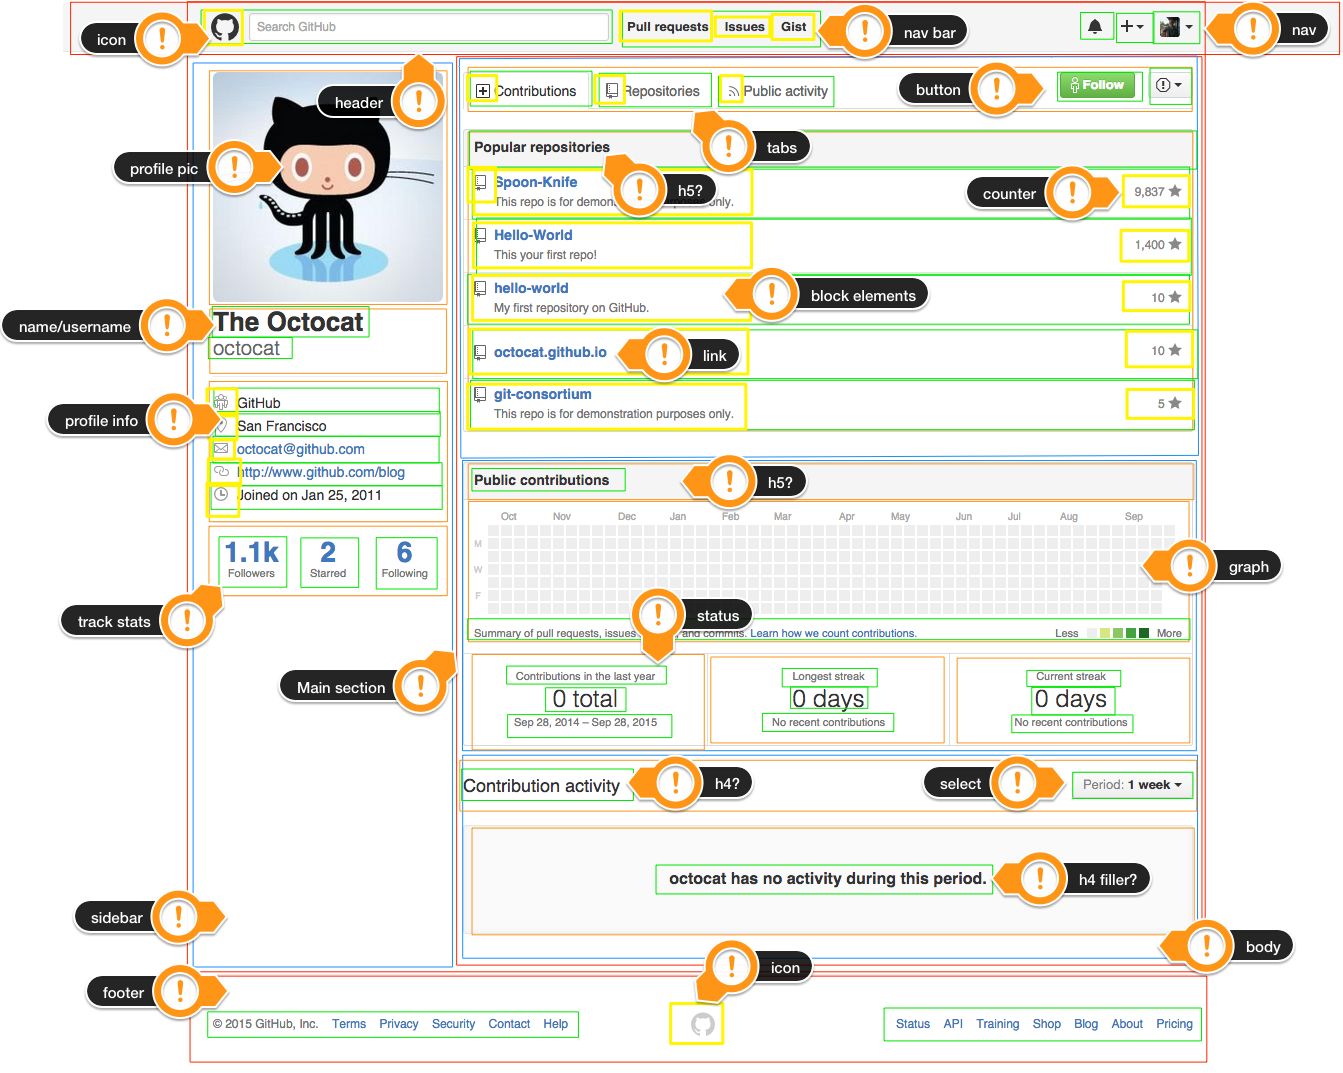 icon
Search GitHub
Pull requests
Issues
Gist
nav bar
nav
header
Contributions
Repositories
Public activity
button
Follow
tabs
profile pic
Popular repositories
h5?
Spoon-Knife
This repo is for demonstration purposes only.
counter
9,837
Hello-World
This your first repo!
1,400
hello-world
My first repository on GitHub.
block elements
10
name/username
The Octocat
octocat
octocat.github.io
link
10
git-consortium
This repo is for demonstration purposes only.
5
profile info
GitHub
San Francisco
octocat@github.com
http://www.github.com/blog
Joined on Jan 25, 2011
Public contributions
h5?
Oct Nov Dec Jan Feb Mar Apr May Jun Jul Aug Sep
M
W
F
graph
1.1k
Followers
2
Starred
6
Following
track stats
status
Summary of pull requests, issues and commits. Learn how we count contributions.
Less
More
Main section
Contributions in the last year
0 total
Sep 28, 2014 – Sep 28, 2015
Longest streak
0 days
No recent contributions
Current streak
0 days
No recent contributions
Contribution activity
h4?
select
Period: 1 week
octocat has no activity during this period.
h4 filler?
sidebar
body
icon
footer
© 2015 GitHub, Inc. Terms Privacy Security Contact Help
Status API Training Shop Blog About Pricing